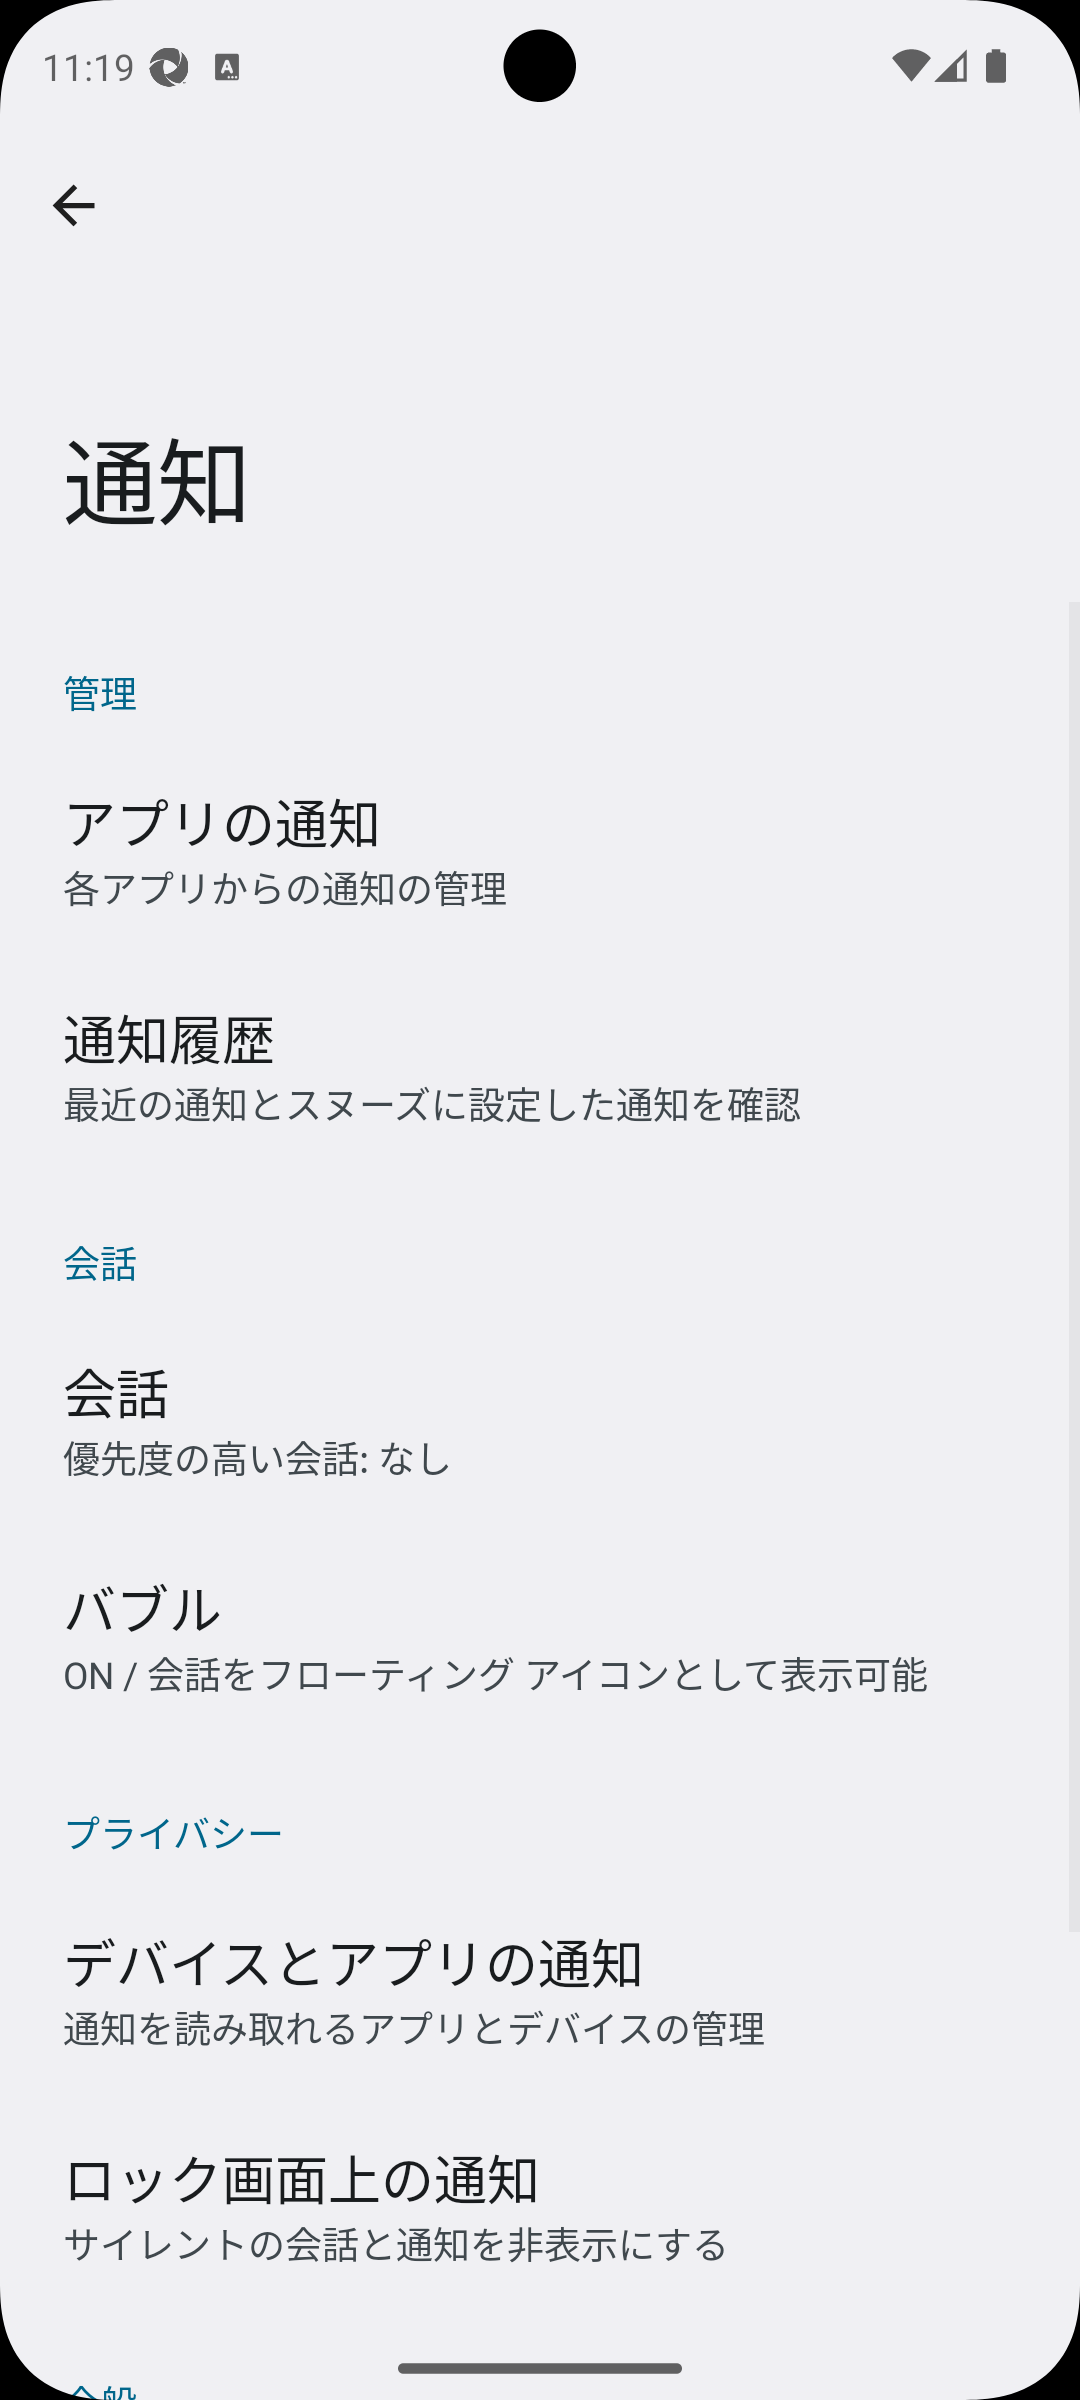 11:19
通知
管理
アプリの通知
各アプリからの通知の管理
通知履歴
最近の通知とスヌーズに設定した通知を確認
会話
会話
優先度の高い会話: なし
バブル
ON / 会話をフローティング アイコンとして表示可能
プライバシー
デバイスとアプリの通知
通知を読み取れるアプリとデバイスの管理
ロック画面上の通知
サイレントの会話と通知を非表示にする